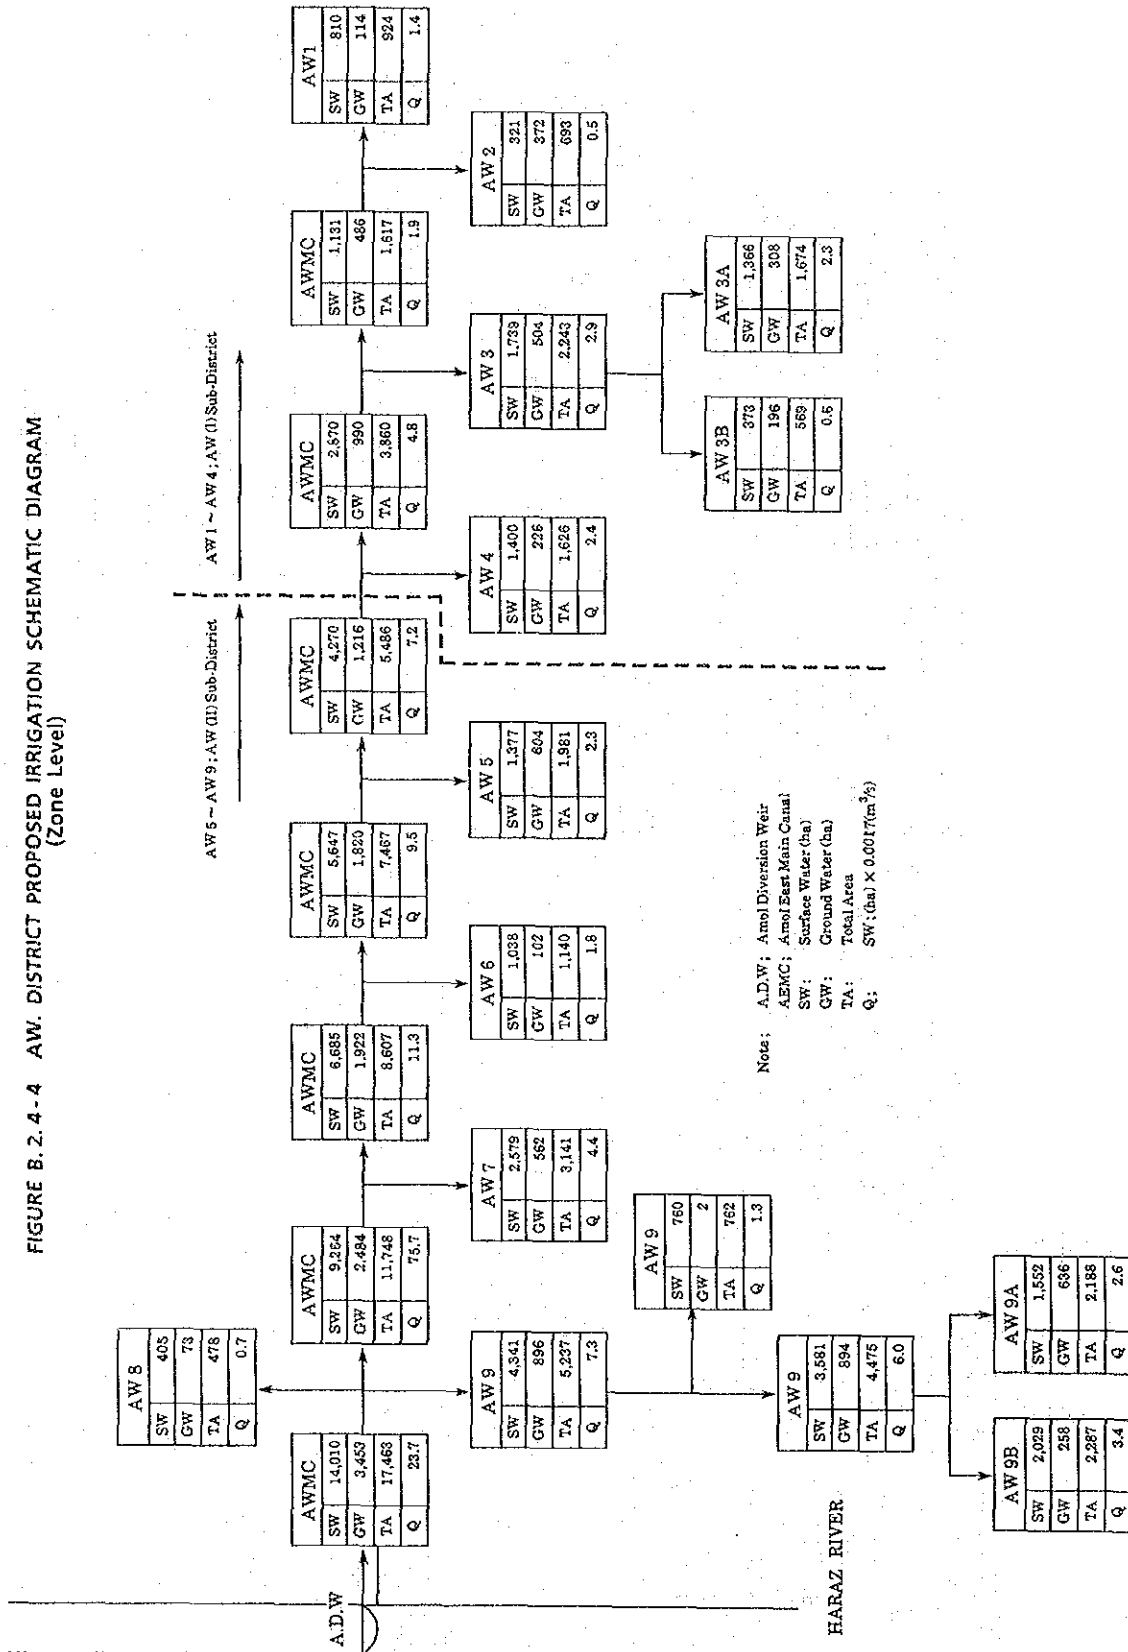 FIGURE B. 2. 4 - 4 AW. DISTRICT PROPOSED IRRIGATION SCHEMATIC DIAGRAM
(Zone Level)
AW 5 ~ AW 9 ; AW (II) Sub-District
AW 1 ~ AW 4 ; AW (I) Sub-District
AW 8
SW 405
GW 73
TA 478
Q 0.7
A.D.W
AWMC
SW 14,010
GW 3,453
TA 17,463
Q 23.7
AWMC
SW 9,264
GW 2,484
TA 11,748
Q 75.7
AWMC
SW 6,685
GW 1,922
TA 8,607
Q 11.3
AWMC
SW 5,647
GW 1,820
TA 7,467
Q 9.5
AWMC
SW 4,270
GW 1,216
TA 5,486
Q 7.2
AWMC
SW 2,870
GW 990
TA 3,860
Q 4.8
AWMC
SW 1,131
GW 486
TA 1,617
Q 1.9
AW1
SW 810
GW 114
TA 924
Q 1.4
AW 9
SW 4,341
GW 896
TA 5,237
Q 7.3
AW 7
SW 2,579
GW 562
TA 3,141
Q 4.4
AW 6
SW 1,038
GW 102
TA 1,140
Q 1.8
AW 5
SW 1,377
GW 604
TA 1,981
Q 2.3
AW 4
SW 1,400
GW 226
TA 1,626
Q 2.4
AW 3
SW 1,739
GW 504
TA 2,243
Q 2.9
AW 2
SW 321
GW 372
TA 693
Q 0.5
AW 9
SW 760
GW 2
TA 762
Q 1.3
AW 3B
SW 373
GW 196
TA 569
Q 0.6
AW 3A
SW 1,366
GW 308
TA 1,674
Q 2.3
HARAZ RIVER
AW 9
SW 3,581
GW 894
TA 4,475
Q 6.0
AW 9B
SW 2,029
GW 258
TA 2,287
Q 3.4
AW 9A
SW 1,552
GW 636
TA 2,188
Q 2.6
Note ; A.D.W ; Amol Diversion Weir
AEMC ; Amol East Main Canal
SW : Surface Water (ha)
GW : Ground Water (ha)
TA : Total Area
Q ; SW ; (ha) × 0.0017 (m³/s)